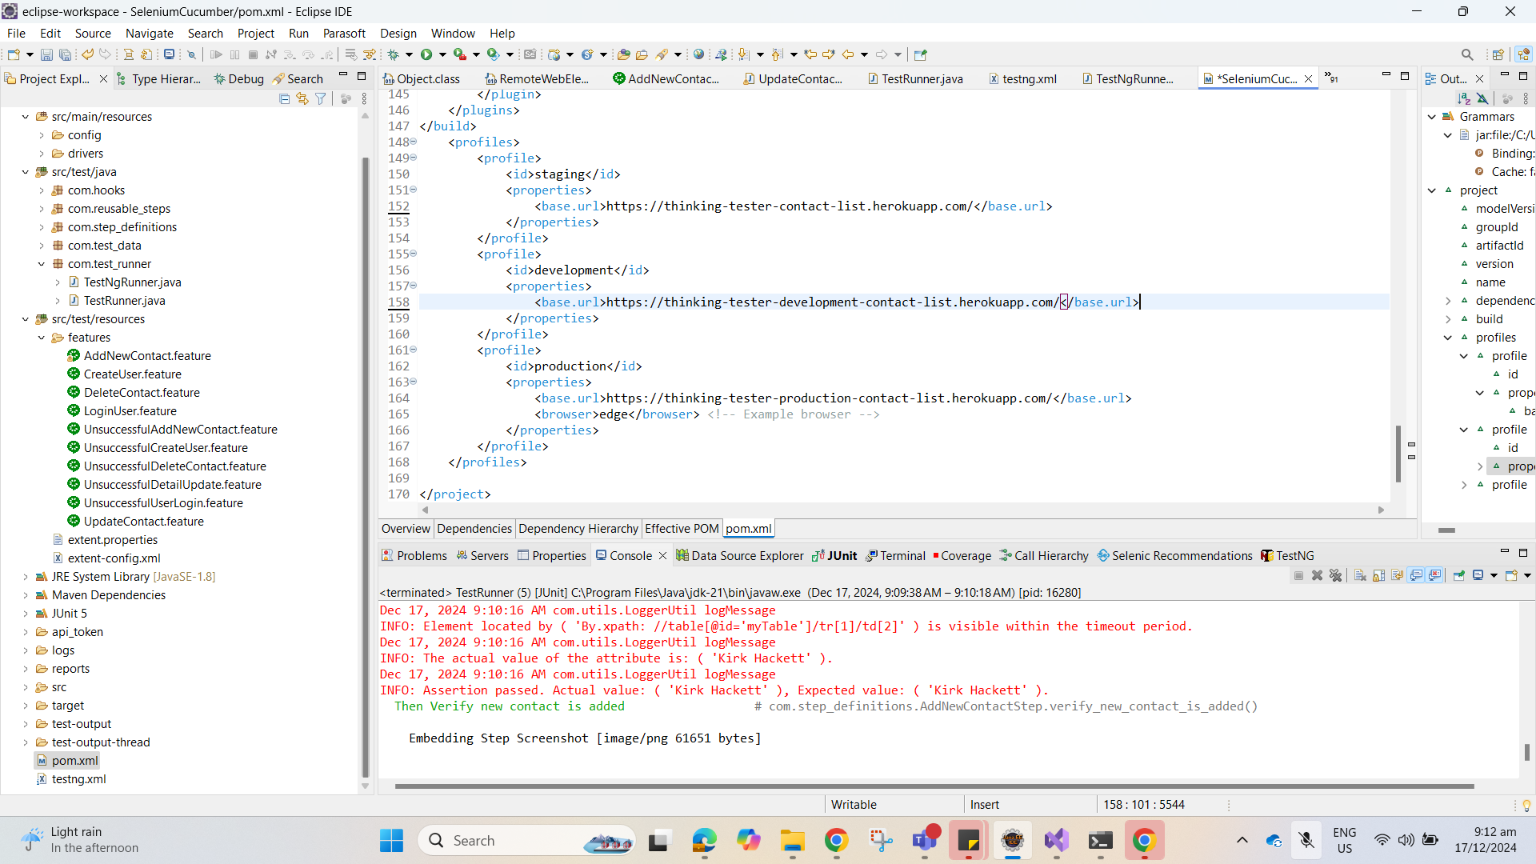 eclipse-workspace - SeleniumCucumber/pom.xml - Eclipse IDE
File Edit Source Navigate Search Project Run Parasoft Design Window Help
Project Expl... Type Hierar... Debug Search
Object.class RemoteWebEle... AddNewContac... UpdateContac... TestRunner.java testng.xml TestNgRunne... *SeleniumCuc... »91
Out...
src/main/resources
config
drivers
src/test/java
com.hooks
com.reusable_steps
com.step_definitions
com.test_data
com.test_runner
TestNgRunner.java
TestRunner.java
src/test/resources
features
AddNewContact.feature
CreateUser.feature
DeleteContact.feature
LoginUser.feature
UnsuccessfulAddNewContact.feature
UnsuccessfulCreateUser.feature
UnsuccessfulDeleteContact.feature
UnsuccessfulDetailUpdate.feature
UnsuccessfulUserLogin.feature
UpdateContact.feature
extent.properties
extent-config.xml
JRE System Library [JavaSE-1.8]
Maven Dependencies
JUnit 5
api_token
logs
reports
src
target
test-output
test-output-thread
pom.xml
testng.xml
145 </plugin>
146 </plugins>
147 </build>
148 <profiles>
149 <profile>
150 <id>staging</id>
151 <properties>
152 <base.url>https://thinking-tester-contact-list.herokuapp.com/</base.url>
153 </properties>
154 </profile>
155 <profile>
156 <id>development</id>
157 <properties>
158 <base.url>https://thinking-tester-development-contact-list.herokuapp.com/</base.url>
159 </properties>
160 </profile>
161 <profile>
162 <id>production</id>
163 <properties>
164 <base.url>https://thinking-tester-production-contact-list.herokuapp.com/</base.url>
165 <browser>edge</browser> <!-- Example browser -->
166 </properties>
167 </profile>
168 </profiles>
169
170 </project>
Overview Dependencies Dependency Hierarchy Effective POM pom.xml
Grammars
jar:file:/C:/U
Binding:
Cache: fa
project
modelVersi
groupId
artifactId
version
name
dependenc
build
profiles
profile
id
prope
ba
profile
id
prope
profile
Problems Servers Properties Console Data Source Explorer JUnit Terminal Coverage Call Hierarchy Selenic Recommendations TestNG
<terminated> TestRunner (5) [JUnit] C:\Program Files\Java\jdk-21\bin\javaw.exe (Dec 17, 2024, 9:09:38 AM – 9:10:18 AM) [pid: 16280]
Dec 17, 2024 9:10:16 AM com.utils.LoggerUtil logMessage
INFO: Element located by ( 'By.xpath: //table[@id='myTable']/tr[1]/td[2]' ) is visible within the timeout period.
Dec 17, 2024 9:10:16 AM com.utils.LoggerUtil logMessage
INFO: The actual value of the attribute is: ( 'Kirk Hackett' ).
Dec 17, 2024 9:10:16 AM com.utils.LoggerUtil logMessage
INFO: Assertion passed. Actual value: ( 'Kirk Hackett' ), Expected value: ( 'Kirk Hackett' ).
Then Verify new contact is added # com.step_definitions.AddNewContactStep.verify_new_contact_is_added()
Embedding Step Screenshot [image/png 61651 bytes]
Writable Insert 158 : 101 : 5544
Light rain
In the afternoon
Search
ENG
US
9:12 am
17/12/2024